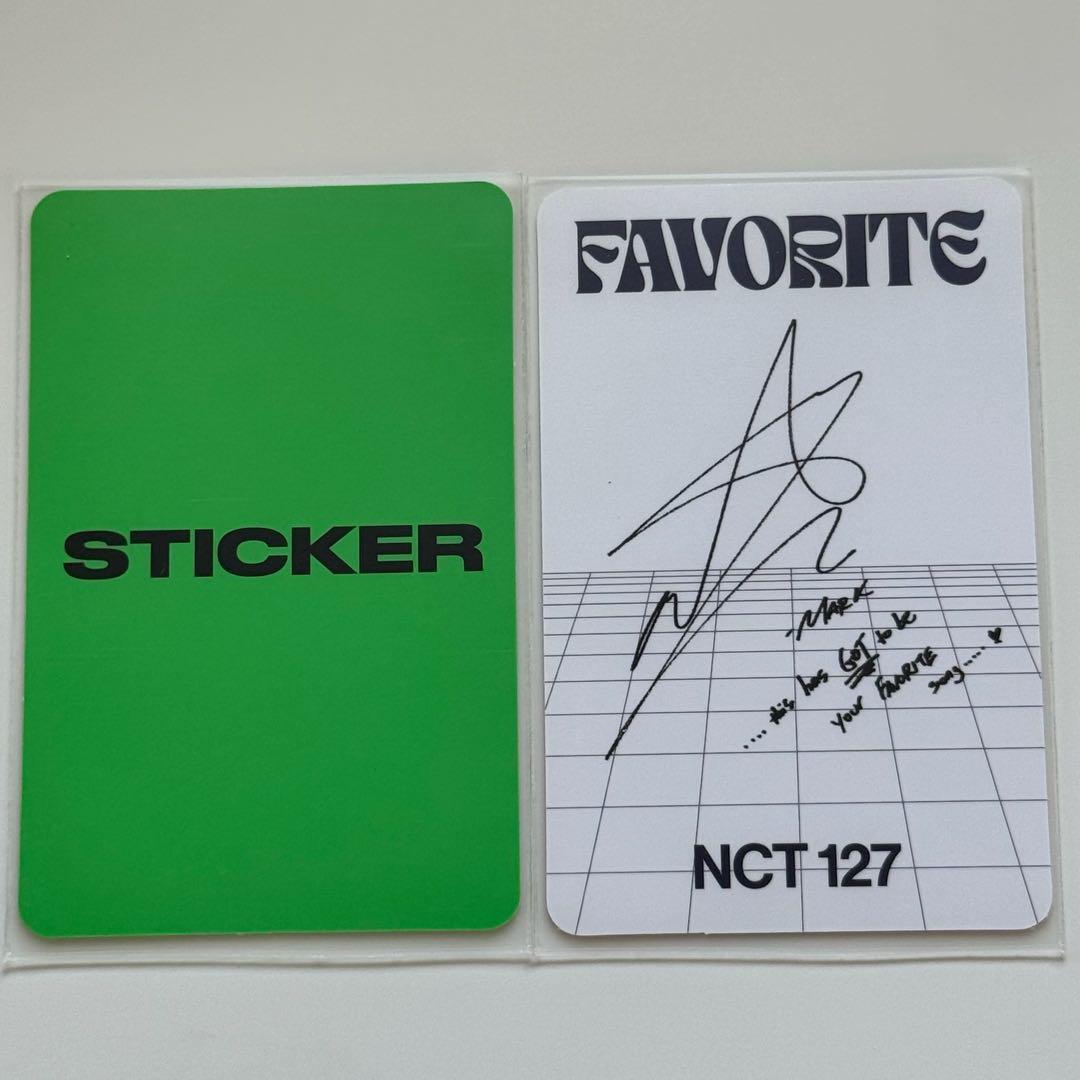 STICKER
FAVORITE
-MARK
....this has GOT to be
your FAVORITE
song....♡
NCT 127